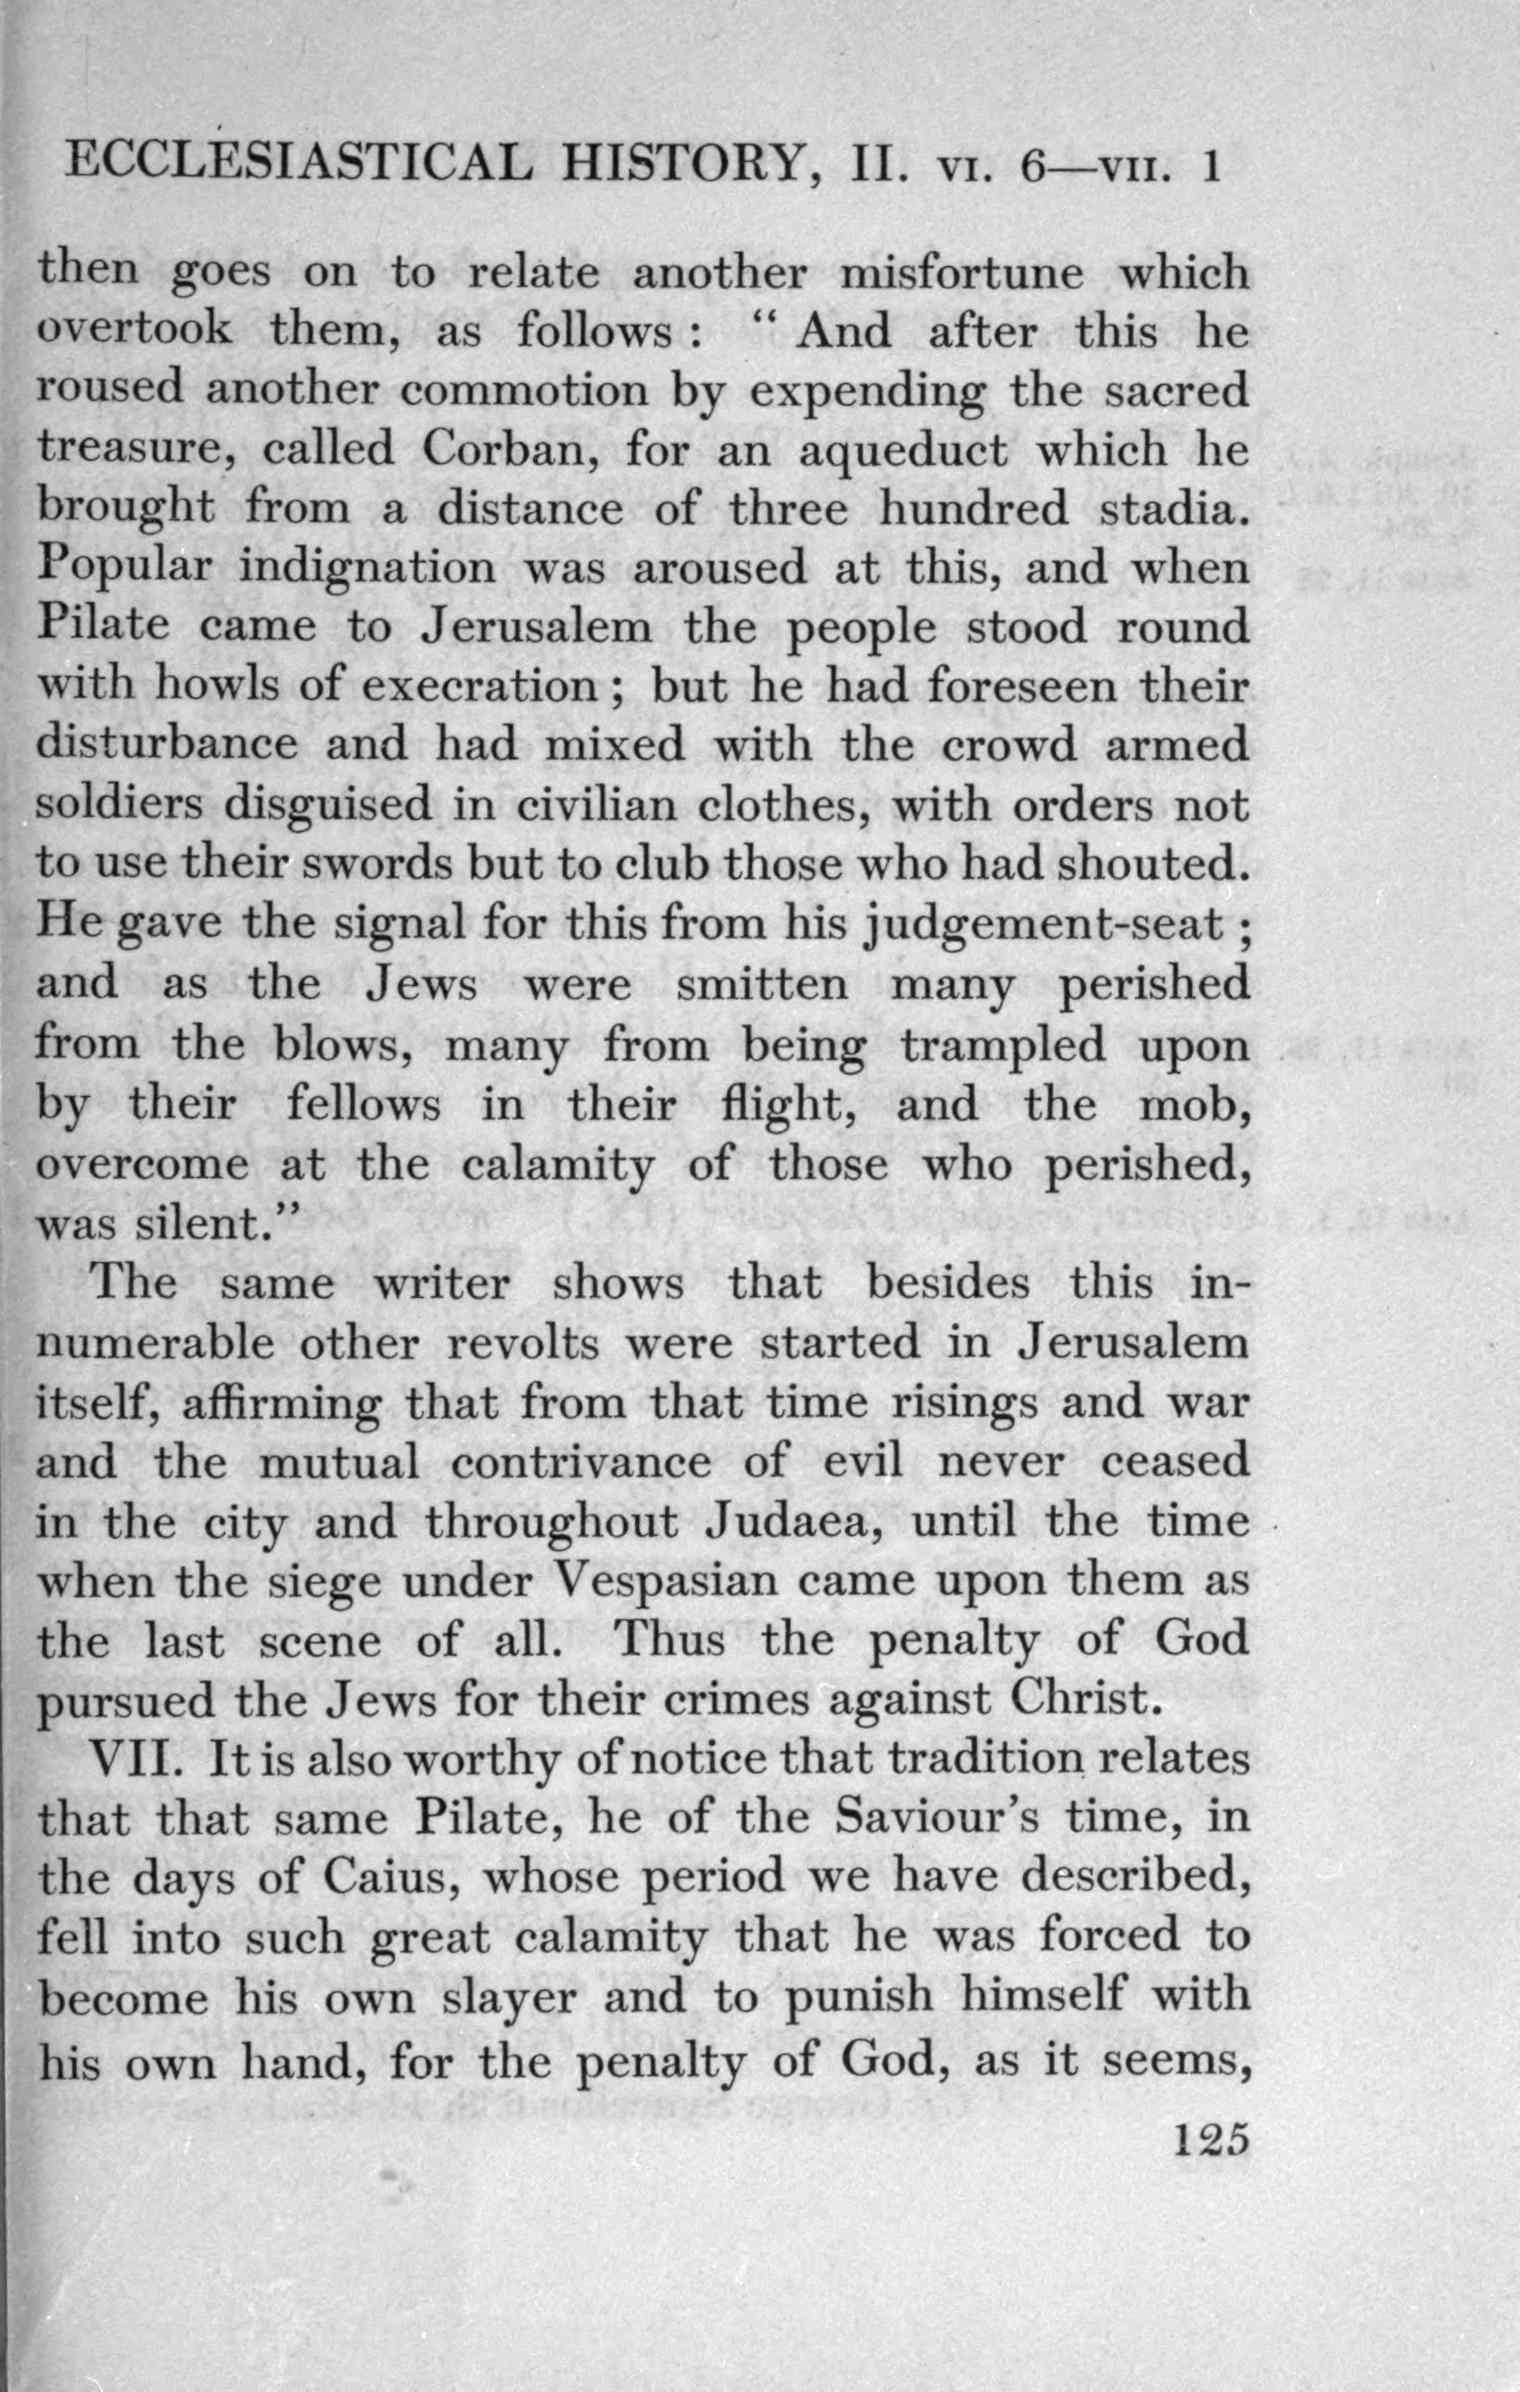 ECCLESIASTICAL HISTORY, II. VI. 6—VII. 1
then goes on to relate another misfortune which
overtook them, as follows : “ And after this he
roused another commotion by expending the sacred
treasure, called Corban, for an aqueduct which he
brought from a distance of three hundred stadia.
Popular indignation was aroused at this, and when
Pilate came to Jerusalem the people stood round
with howls of execration ; but he had foreseen their
disturbance and had mixed with the crowd armed
soldiers disguised in civilian clothes, with orders not
to use their swords but to club those who had shouted.
He gave the signal for this from his judgement-seat ;
and as the Jews were smitten many perished
from the blows, many from being trampled upon
by their fellows in their flight, and the mob,
overcome at the calamity of those who perished,
was silent.”
The same writer shows that besides this in-
numerable other revolts were started in Jerusalem
itself, affirming that from that time risings and war
and the mutual contrivance of evil never ceased
in the city and throughout Judaea, until the time
when the siege under Vespasian came upon them as
the last scene of all. Thus the penalty of God
pursued the Jews for their crimes against Christ.
VII. It is also worthy of notice that tradition relates
that that same Pilate, he of the Saviour’s time, in
the days of Caius, whose period we have described,
fell into such great calamity that he was forced to
become his own slayer and to punish himself with
his own hand, for the penalty of God, as it seems,
125